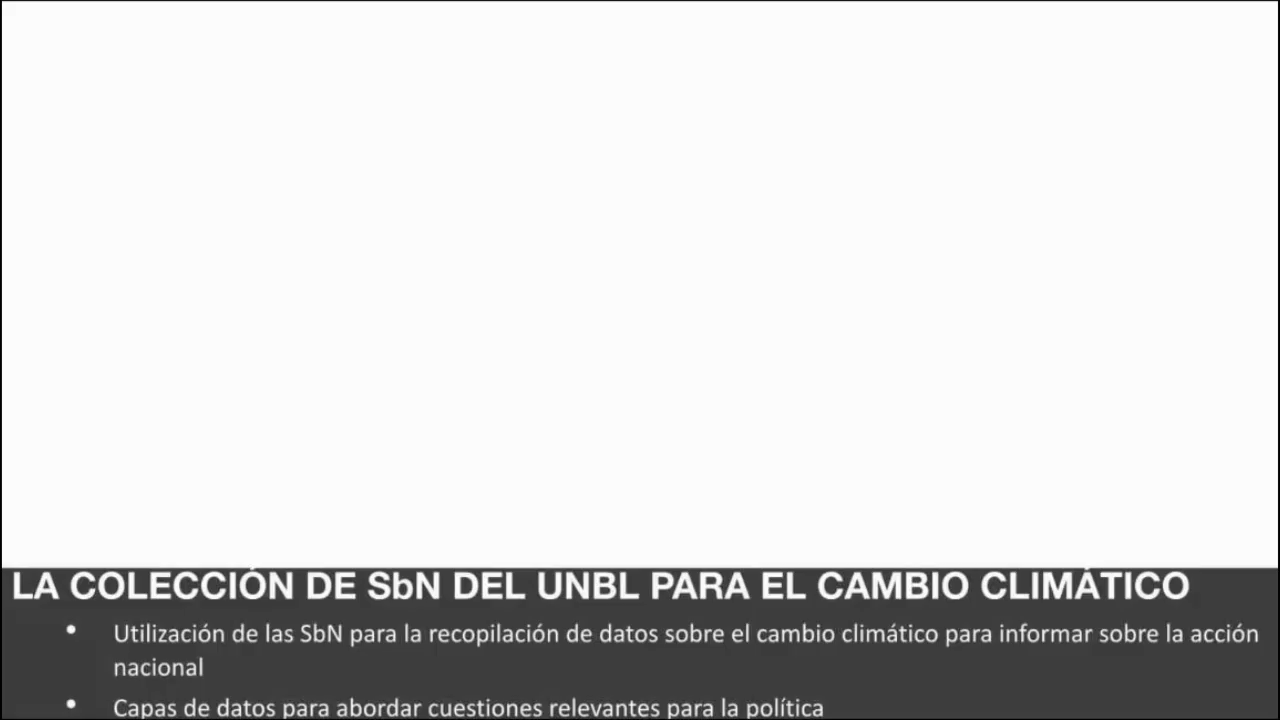 LA COLECCIÓN DE SbN DEL UNBL PARA EL CAMBIO CLIMÁTICO
• Utilización de las SbN para la recopilación de datos sobre el cambio climático para informar sobre la acción
nacional
• Capas de datos para abordar cuestiones relevantes para la política